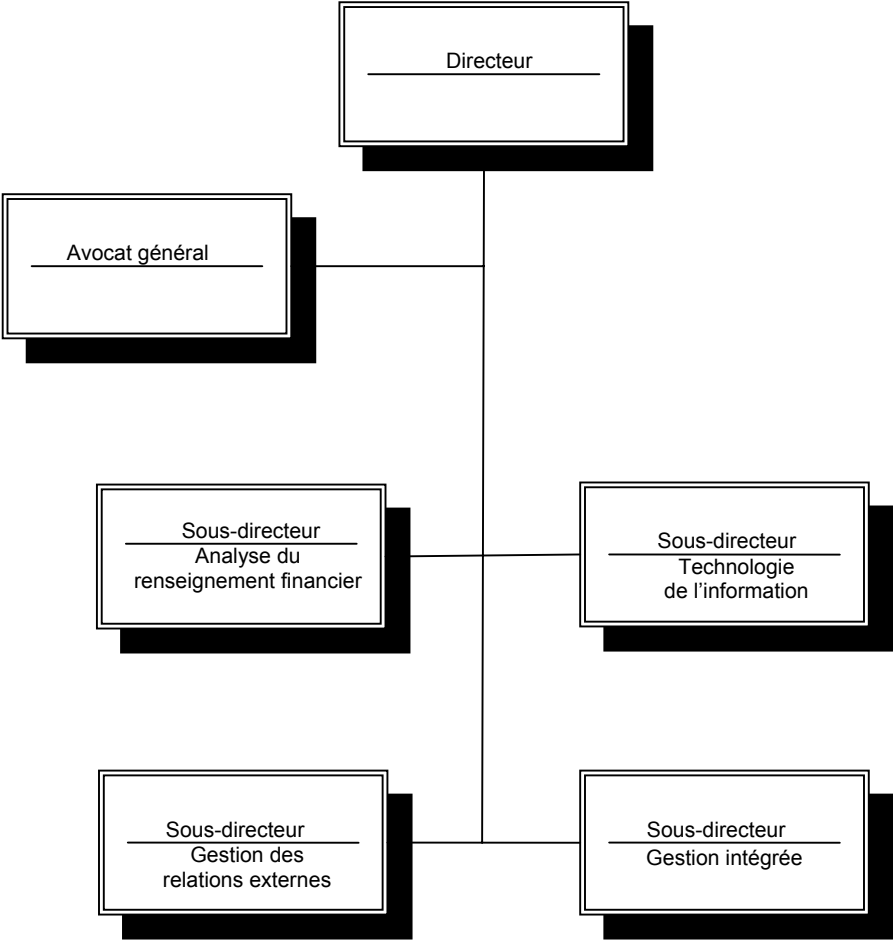 Directeur
Avocat général
Sous-directeur
Analyse du
renseignement financier
Sous-directeur
Technologie
de l’information
Sous-directeur
Gestion des
relations externes
Sous-directeur
Gestion intégrée